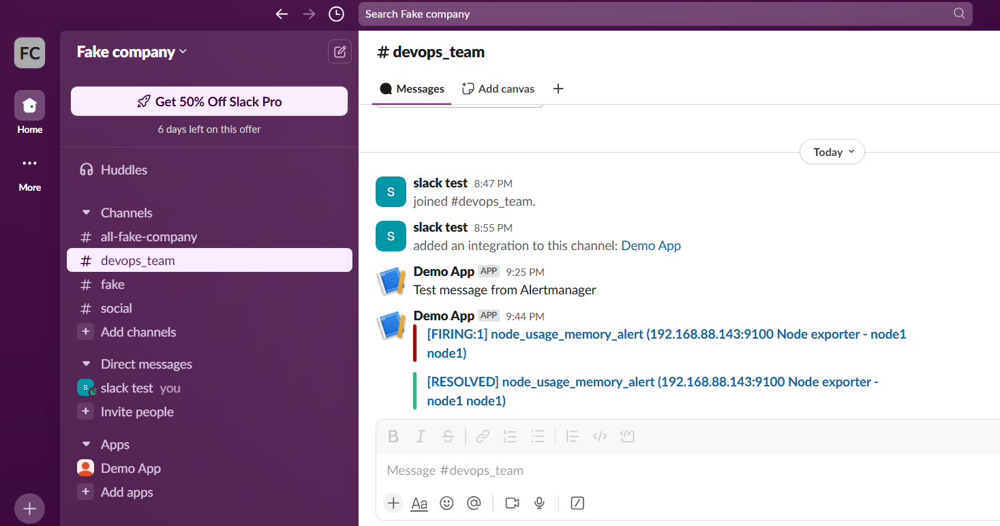 Search Fake company
FC
Fake company
Get 50% Off Slack Pro
6 days left on this offer
Home
More
Huddles
Channels
# all-fake-company
# devops_team
# fake
# social
+ Add channels
Direct messages
S slack test you
+ Invite people
Apps
Demo App
+ Add apps
# devops_team
Messages Add canvas +
Today
S
slack test 8:47 PM
joined #devops_team.
S
slack test 8:55 PM
added an integration to this channel: Demo App
Demo App APP 9:25 PM
Test message from Alertmanager
Demo App APP 9:44 PM
[FIRING:1] node_usage_memory_alert (192.168.88.143:9100 Node exporter - node1
node1)
[RESOLVED] node_usage_memory_alert (192.168.88.143:9100 Node exporter -
node1 node1)
B I S
Message #devops_team
+ Aa @